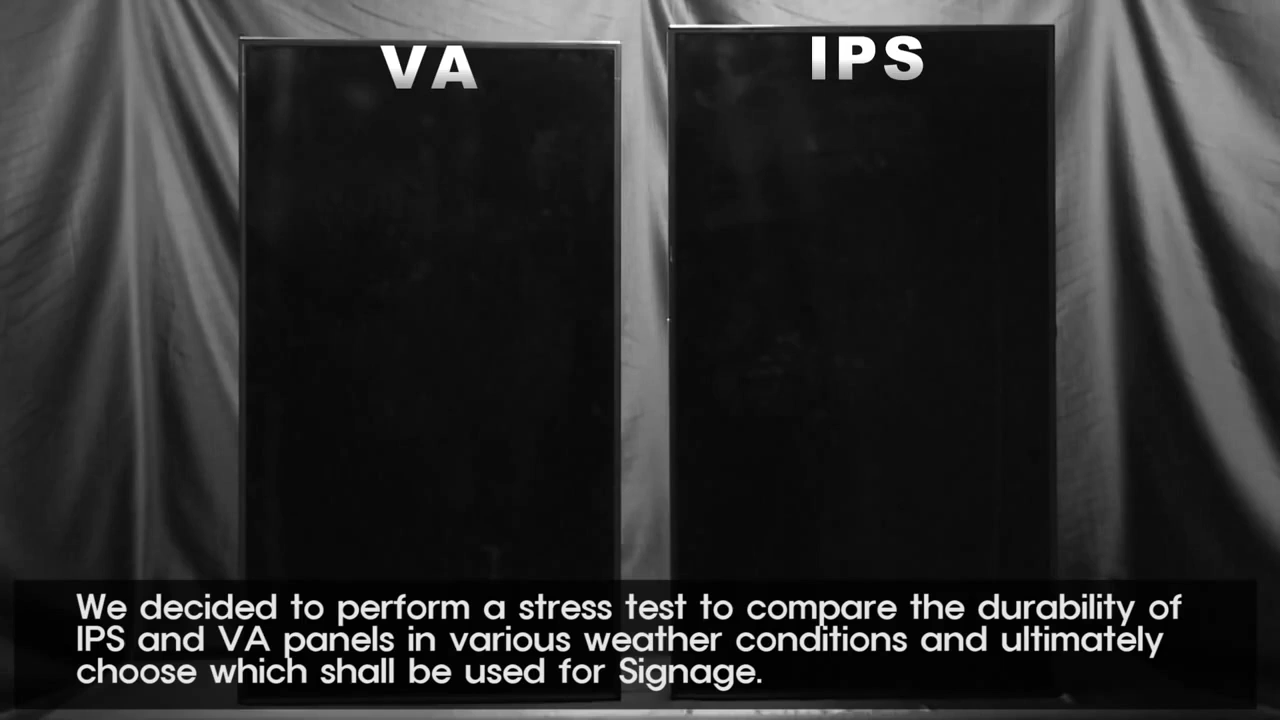 VA
IPS
We decided to perform a stress test to compare the durability of
IPS and VA panels in various weather conditions and ultimately
choose which shall be used for Signage.